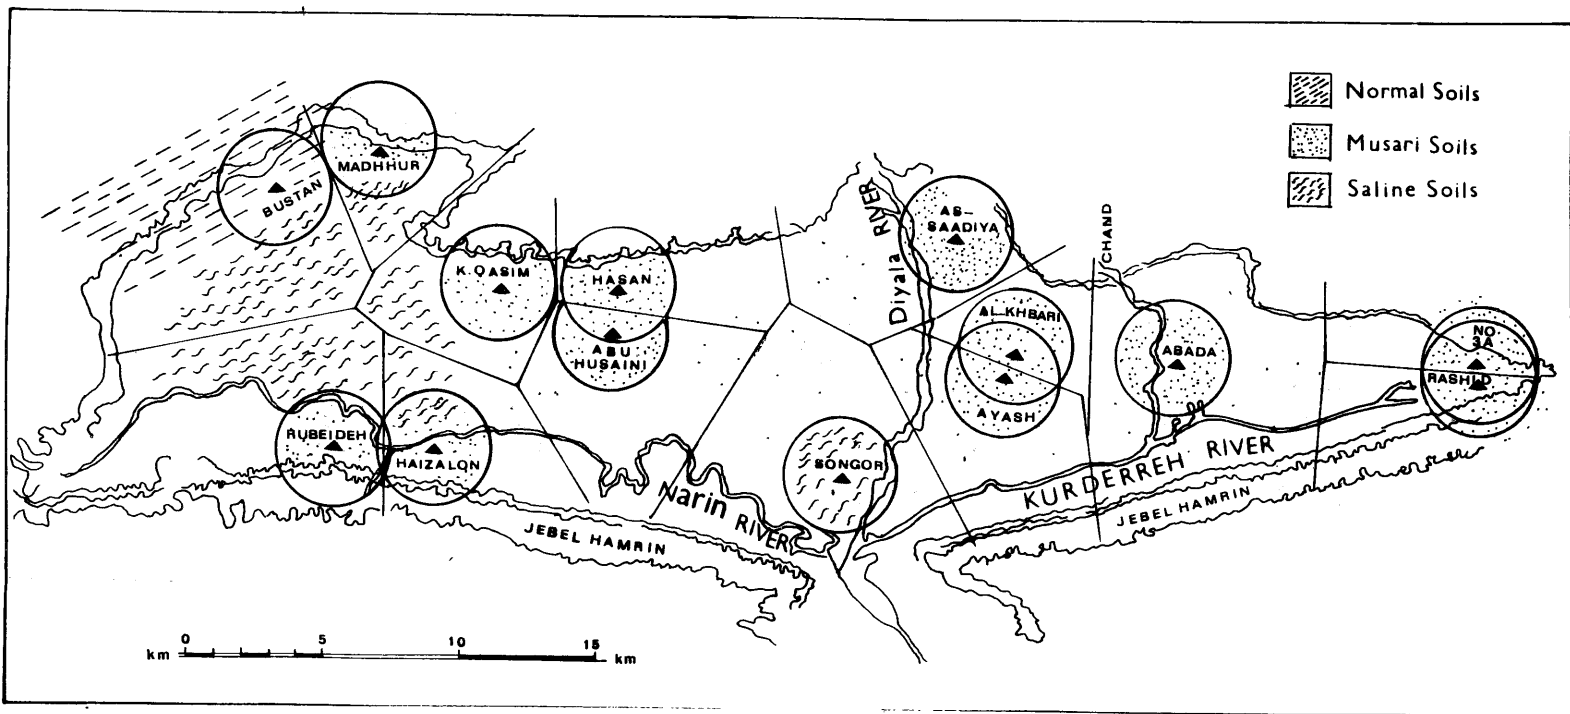 Normal Soils
Musari Soils
Saline Soils
MADHHUR
BUSTAN
K.QASIM
HASAN
ABU
HUSAINI
Diyala RIVER
AS-
SAADIYA
CHAND
AL-KHBARI
AYASH
ABADA
NO
3A
RASHID
RUBEIDEH
HAIZALON
SONGOR
Narin RIVER
KURDERREH RIVER
JEBEL HAMRIN
JEBEL HAMRIN
0 5 10 15
km km